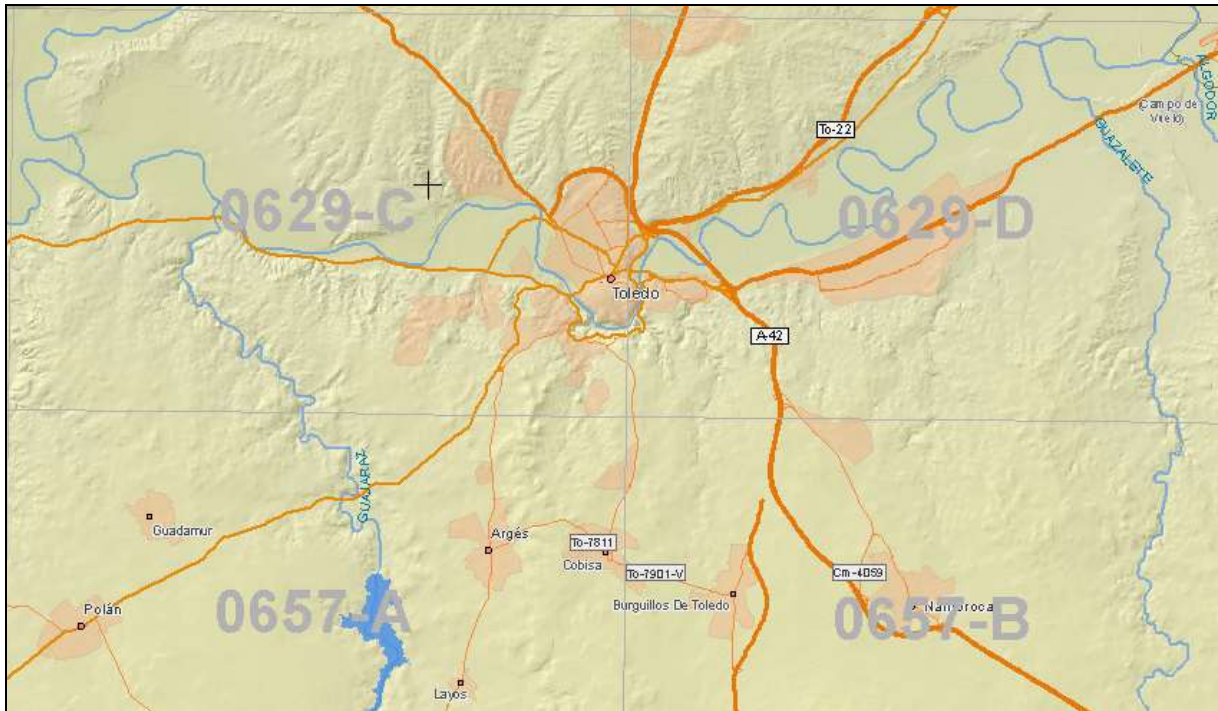 ALGODOR
(Campo de
Vuelo)
To-22
GUAZALETE
0629-C
0629-D
Toledo
A-42
GUAJARAZ
Guadamur
Argés
To-7811
Cobisa
To-7901-V
Cm-4059
Polán
0657-A
Burguillos De Toledo
0657-B
Nambroca
Layos